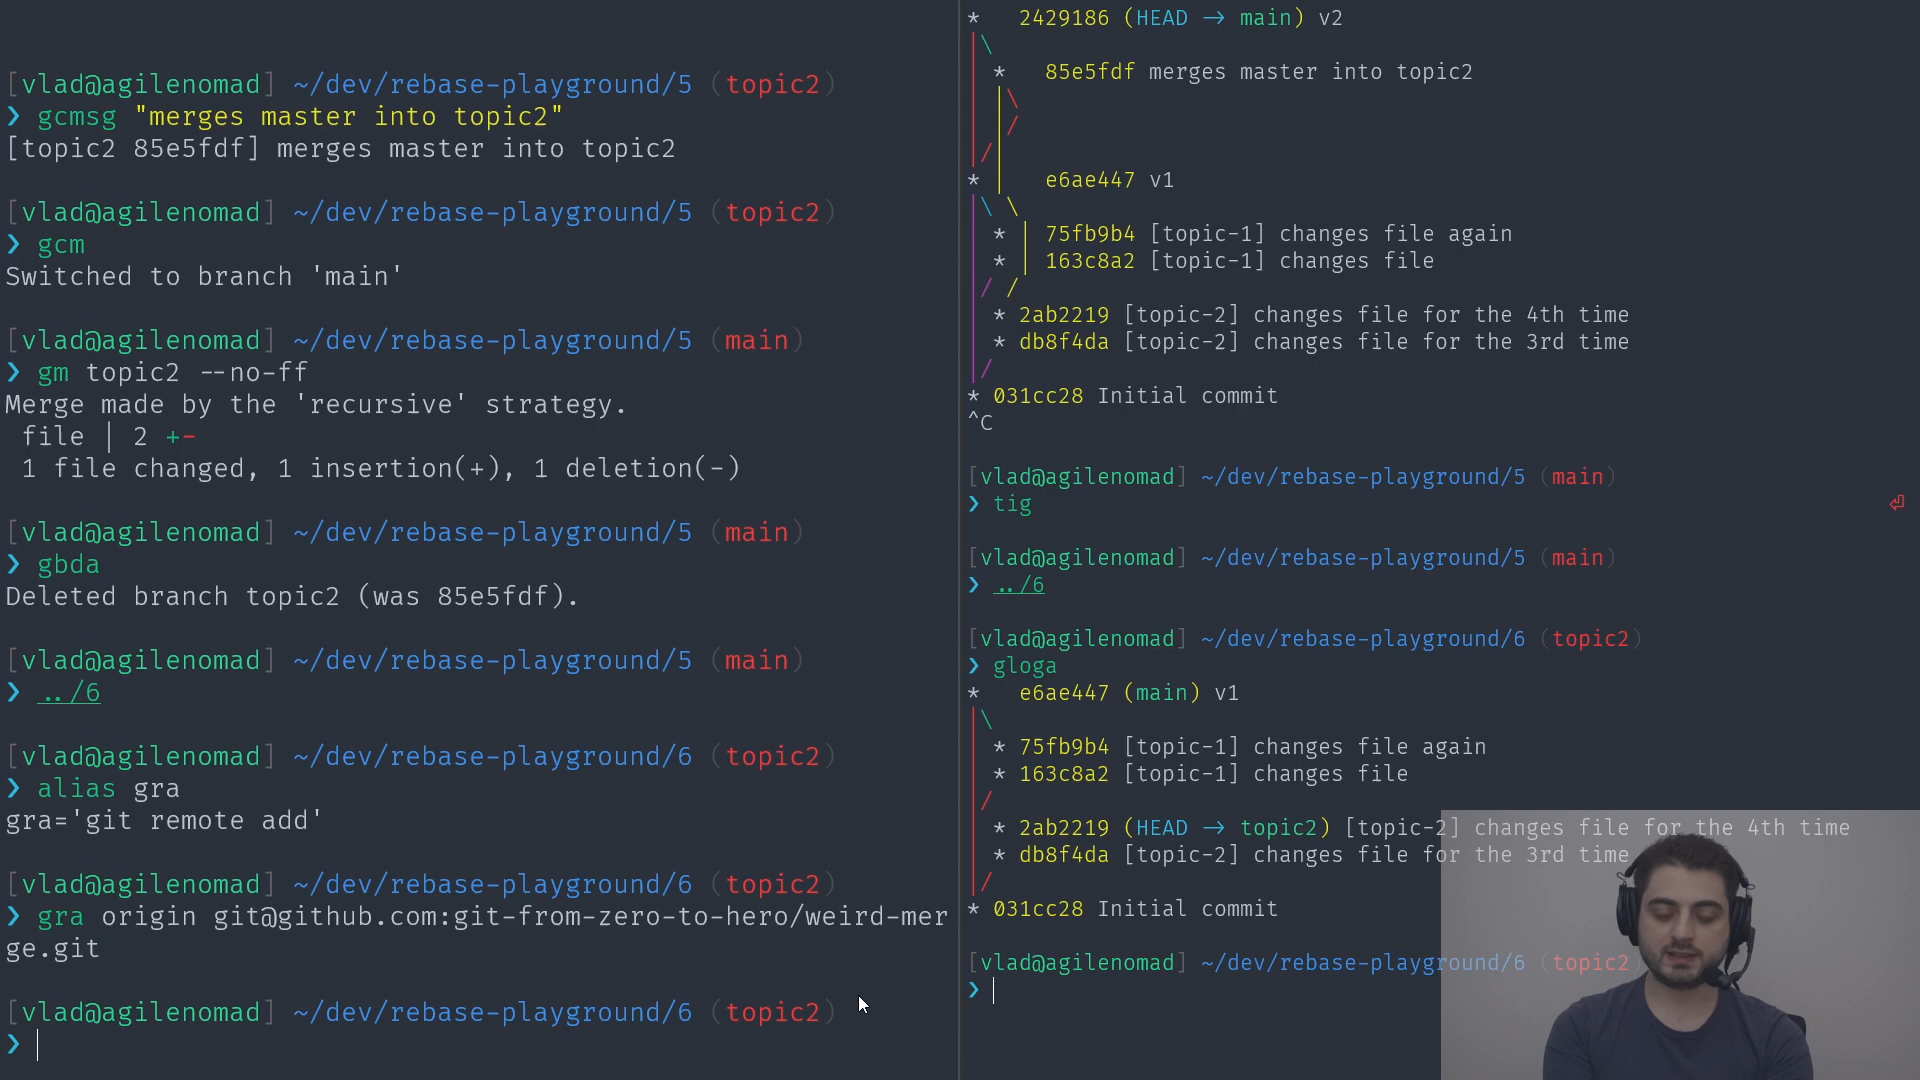 [vlad@agilenomad] ~/dev/rebase-playground/5 (topic2)
❯ gcmsg "merges master into topic2"
[topic2 85e5fdf] merges master into topic2
[vlad@agilenomad] ~/dev/rebase-playground/5 (topic2)
❯ gcm
Switched to branch 'main'
[vlad@agilenomad] ~/dev/rebase-playground/5 (main)
❯ gm topic2 --no-ff
Merge made by the 'recursive' strategy.
file | 2 +-
1 file changed, 1 insertion(+), 1 deletion(-)
[vlad@agilenomad] ~/dev/rebase-playground/5 (main)
❯ gbda
Deleted branch topic2 (was 85e5fdf).
[vlad@agilenomad] ~/dev/rebase-playground/5 (main)
❯ ../6
[vlad@agilenomad] ~/dev/rebase-playground/6 (topic2)
❯ alias gra
gra='git remote add'
[vlad@agilenomad] ~/dev/rebase-playground/6 (topic2)
❯ gra origin git@github.com:git-from-zero-to-hero/weird-mer
ge.git
[vlad@agilenomad] ~/dev/rebase-playground/6 (topic2)
❯
* 2429186 (HEAD -> main) v2
|\
* 85e5fdf merges master into topic2
|\
|/
|/|
* | e6ae447 v1
|\ \
* | 75fb9b4 [topic-1] changes file again
* | 163c8a2 [topic-1] changes file
|/ /
* 2ab2219 [topic-2] changes file for the 4th time
* db8f4da [topic-2] changes file for the 3rd time
|/
* 031cc28 Initial commit
^C
[vlad@agilenomad] ~/dev/rebase-playground/5 (main)
❯ tig ⏎
[vlad@agilenomad] ~/dev/rebase-playground/5 (main)
❯ ../6
[vlad@agilenomad] ~/dev/rebase-playground/6 (topic2)
❯ gloga
* e6ae447 (main) v1
|\
* 75fb9b4 [topic-1] changes file again
* 163c8a2 [topic-1] changes file
|/
* 2ab2219 (HEAD -> topic2) [topic-2] changes file for the 4th time
* db8f4da [topic-2] changes file for the 3rd time
|/
* 031cc28 Initial commit
[vlad@agilenomad] ~/dev/rebase-playground/6 (topic2
❯